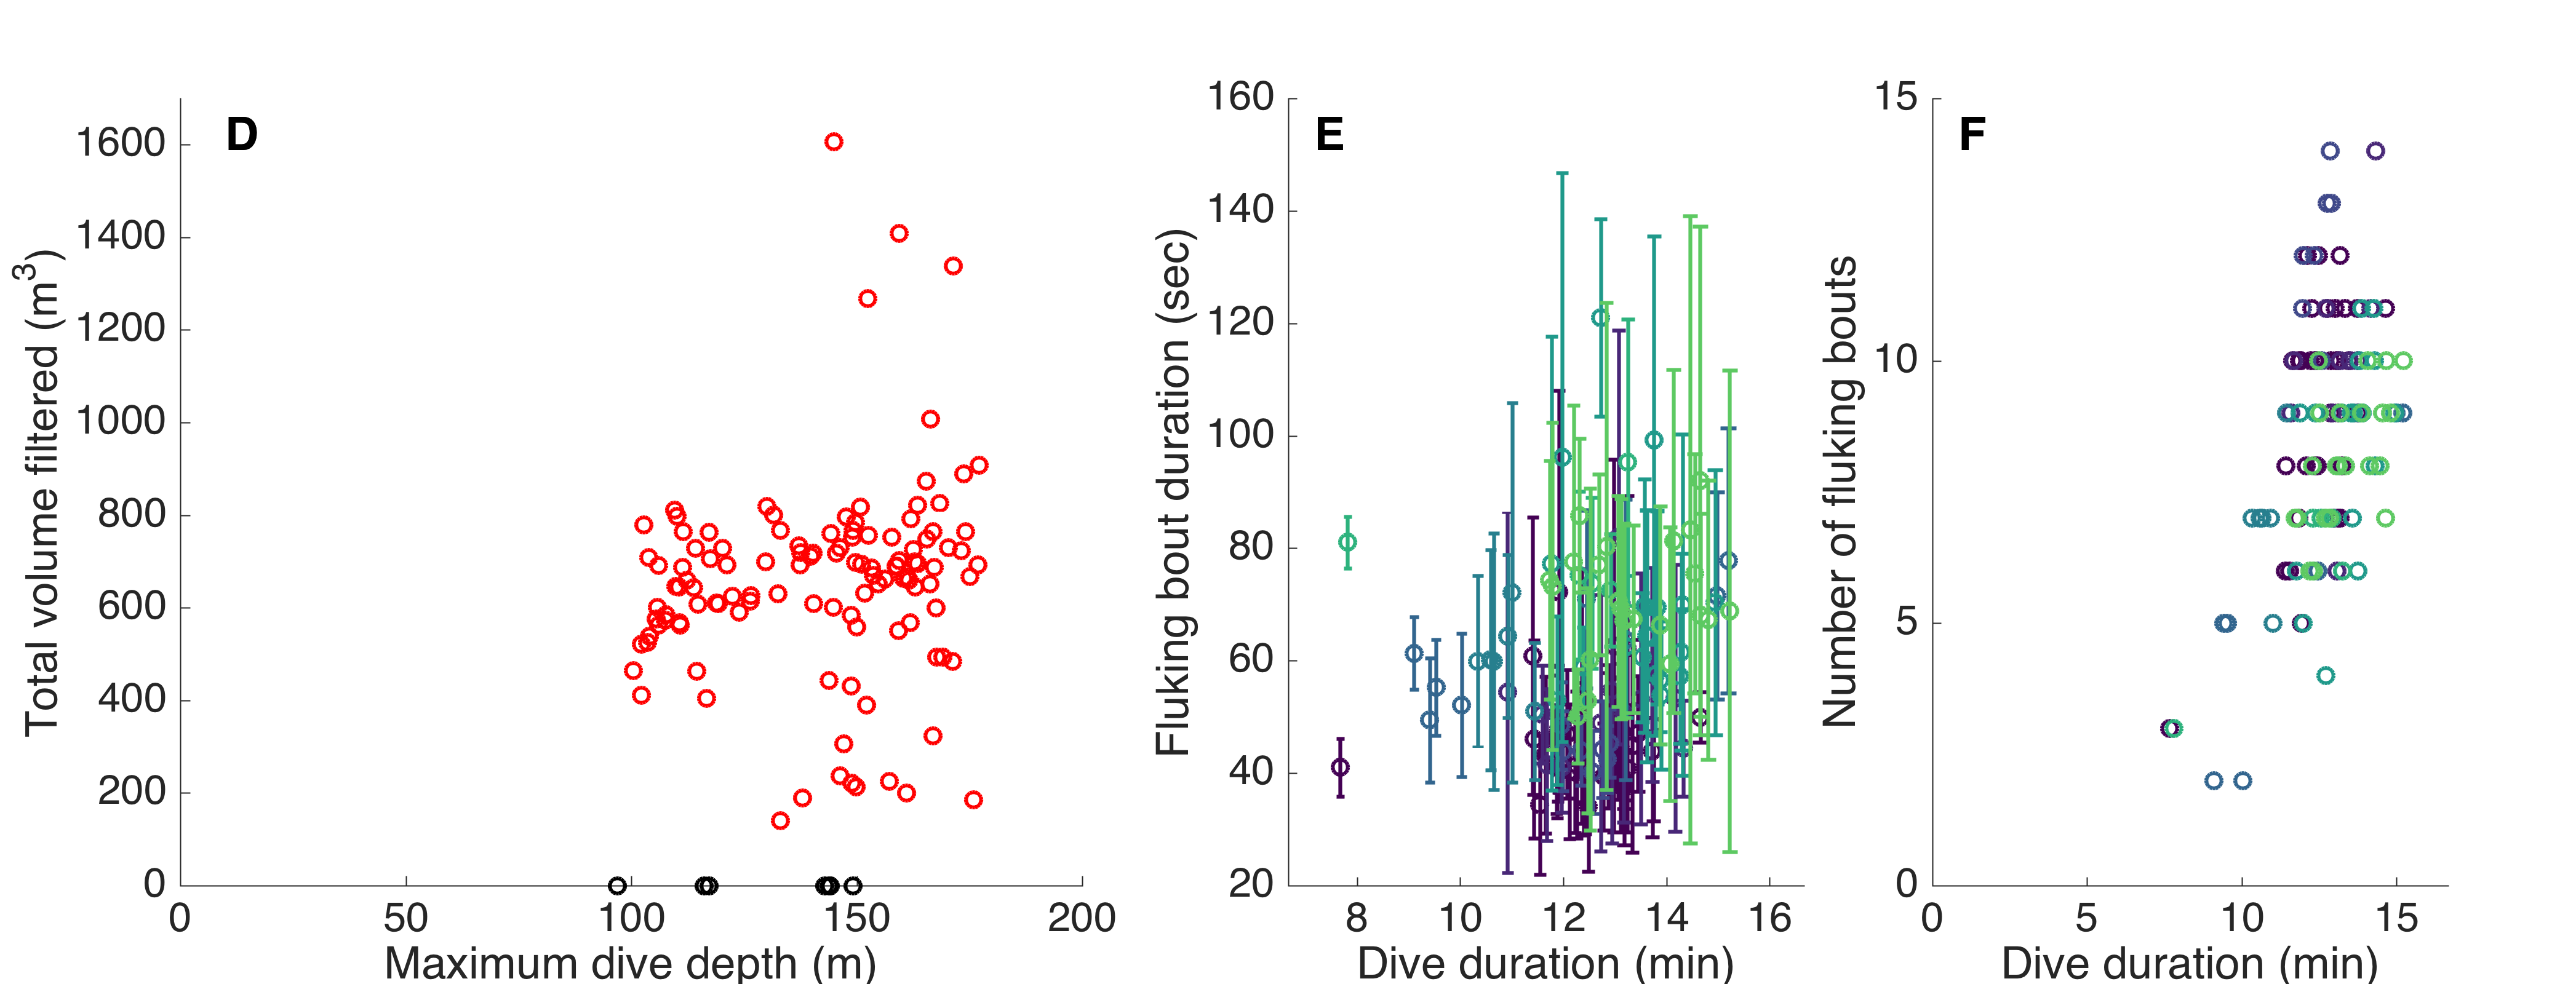 D
1600
1400
1200
1000
800
600
400
200
0
0 50 100 150 200
Total volume filtered (m³)
Maximum dive depth (m)
E
160
140
120
100
80
60
40
20
8 10 12 14 16
Fluking bout duration (sec)
Dive duration (min)
F
15
10
5
0
0 5 10 15
Number of fluking bouts
Dive duration (min)